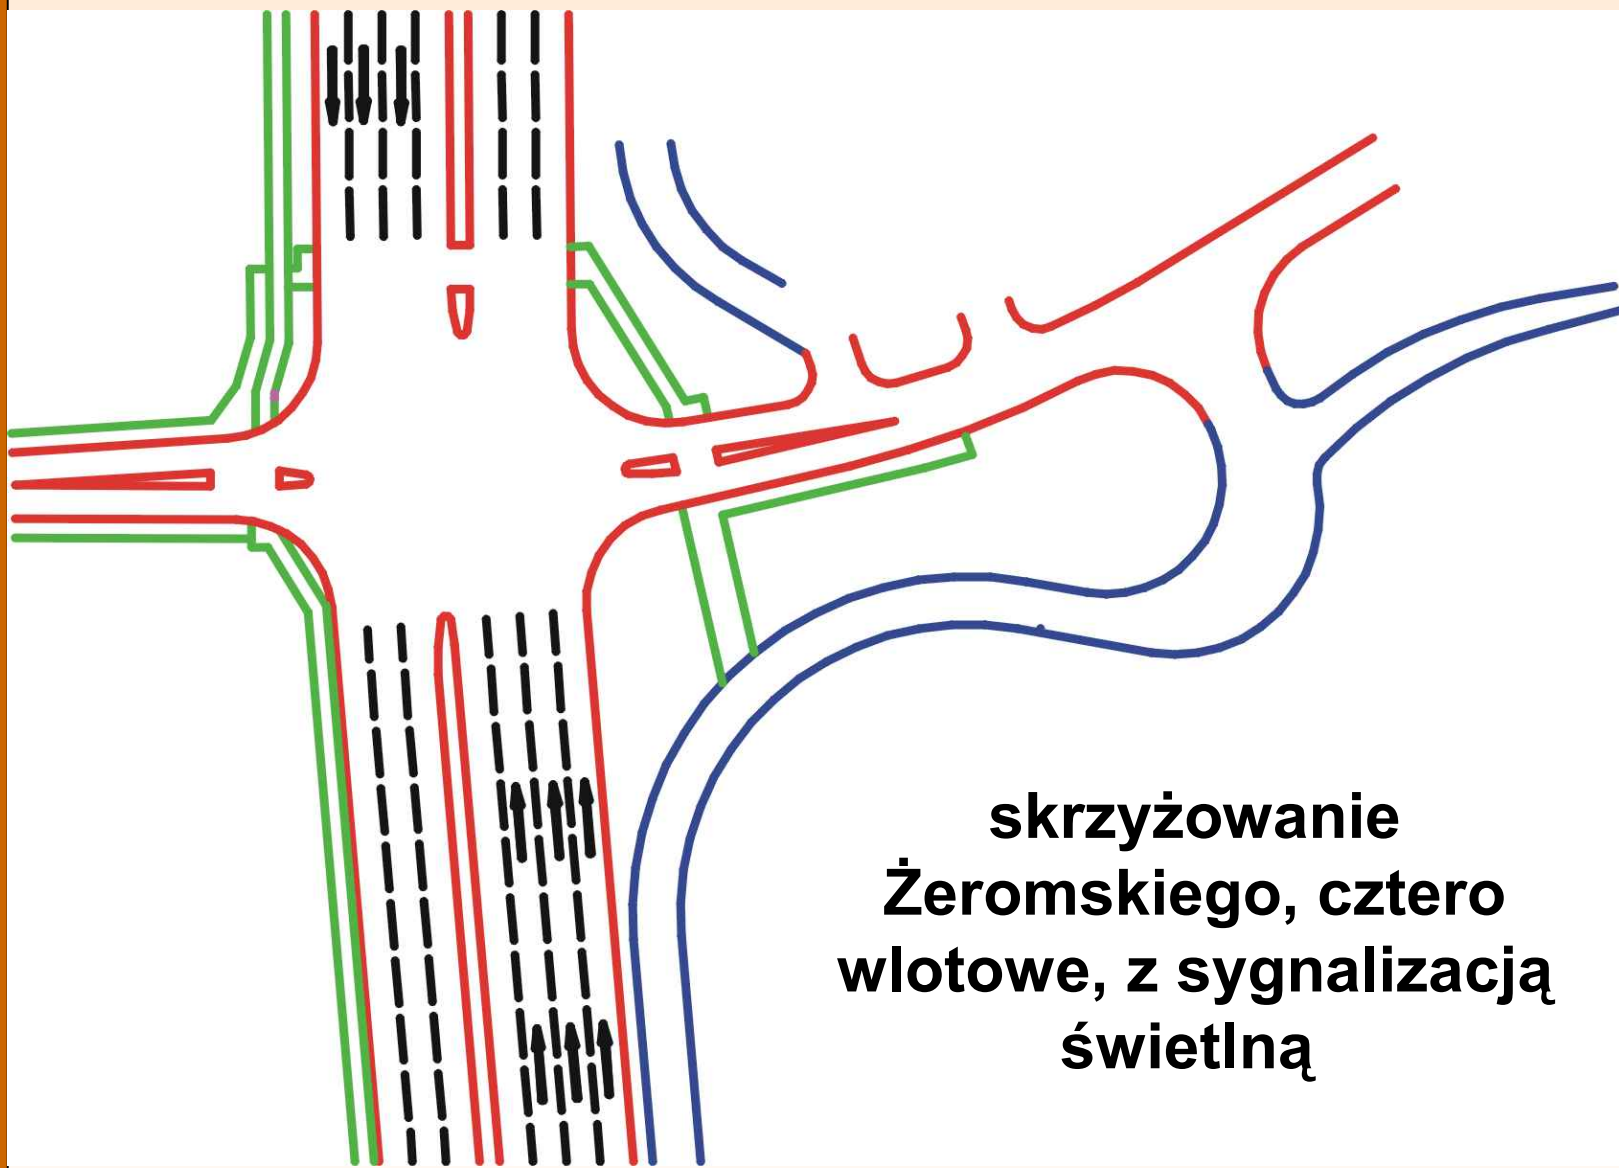 skrzyżowanie
Żeromskiego, cztero
wlotowe, z sygnalizacją
świetlną